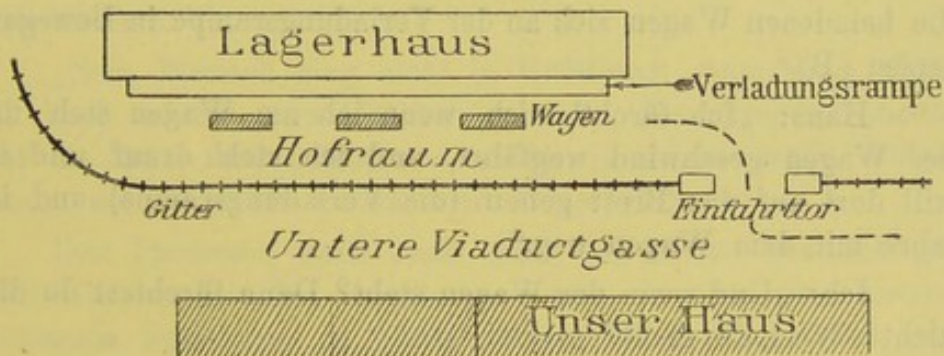 Lagerhaus
Verladungsrampe
Wagen
Hofraum
Gitter
Einfahrttor
Untere Viaductgasse
Unser Haus